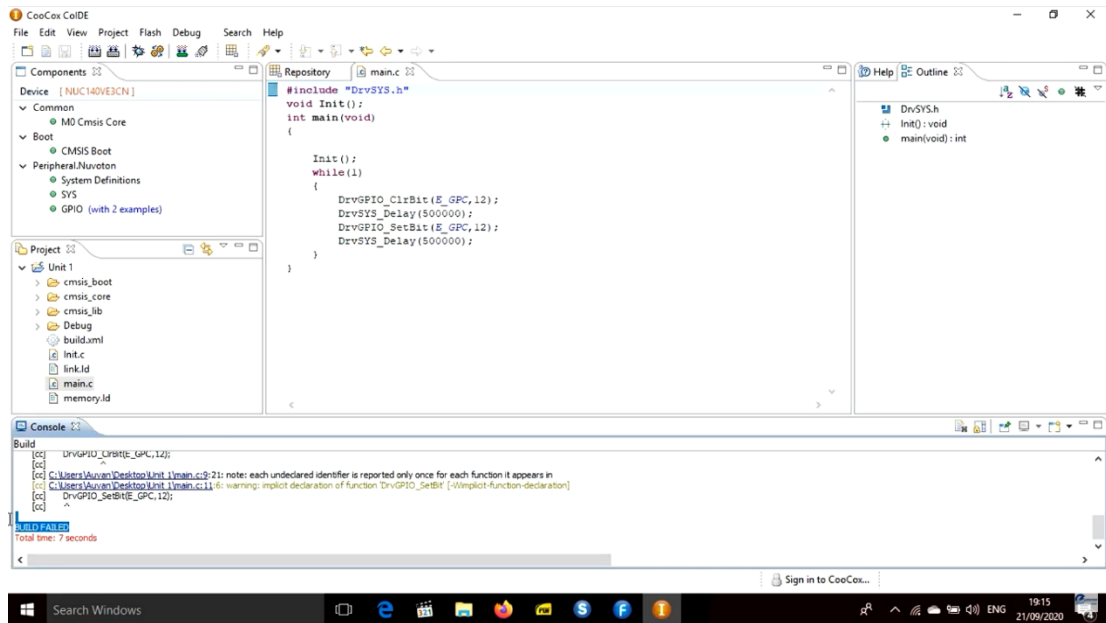 CooCox CoIDE
File Edit View Project Flash Debug Search Help
Components
Device [ NUC140VE3CN ]
Common
M0 Cmsis Core
Boot
CMSIS Boot
Peripheral.Nuvoton
System Definitions
SYS
GPIO (with 2 examples)
Project
Unit 1
cmsis_boot
cmsis_core
cmsis_lib
Debug
build.xml
Init.c
link.ld
main.c
memory.ld
Repository
main.c
#include "DrvSYS.h"
void Init();
int main(void)
{
Init();
while(1)
{
DrvGPIO_ClrBit(E_GPC,12);
DrvSYS_Delay(500000);
DrvGPIO_SetBit(E_GPC,12);
DrvSYS_Delay(500000);
}
}
Help
Outline
DrvSYS.h
Init() : void
main(void) : int
Console
Build
[cc] DrvGPIO_ClrBit(E_GPC,12);
[cc] ^
[cc] C:\Users\Auvan\Desktop\Unit 1\main.c:9:21: note: each undeclared identifier is reported only once for each function it appears in
[cc] C:\Users\Auvan\Desktop\Unit 1\main.c:11:6: warning: implicit declaration of function 'DrvGPIO_SetBit' [-Wimplicit-function-declaration]
[cc] DrvGPIO_SetBit(E_GPC,12);
[cc] ^
BUILD FAILED
Total time: 7 seconds
Sign in to CooCox...
Search Windows
ENG
19:15
21/09/2020